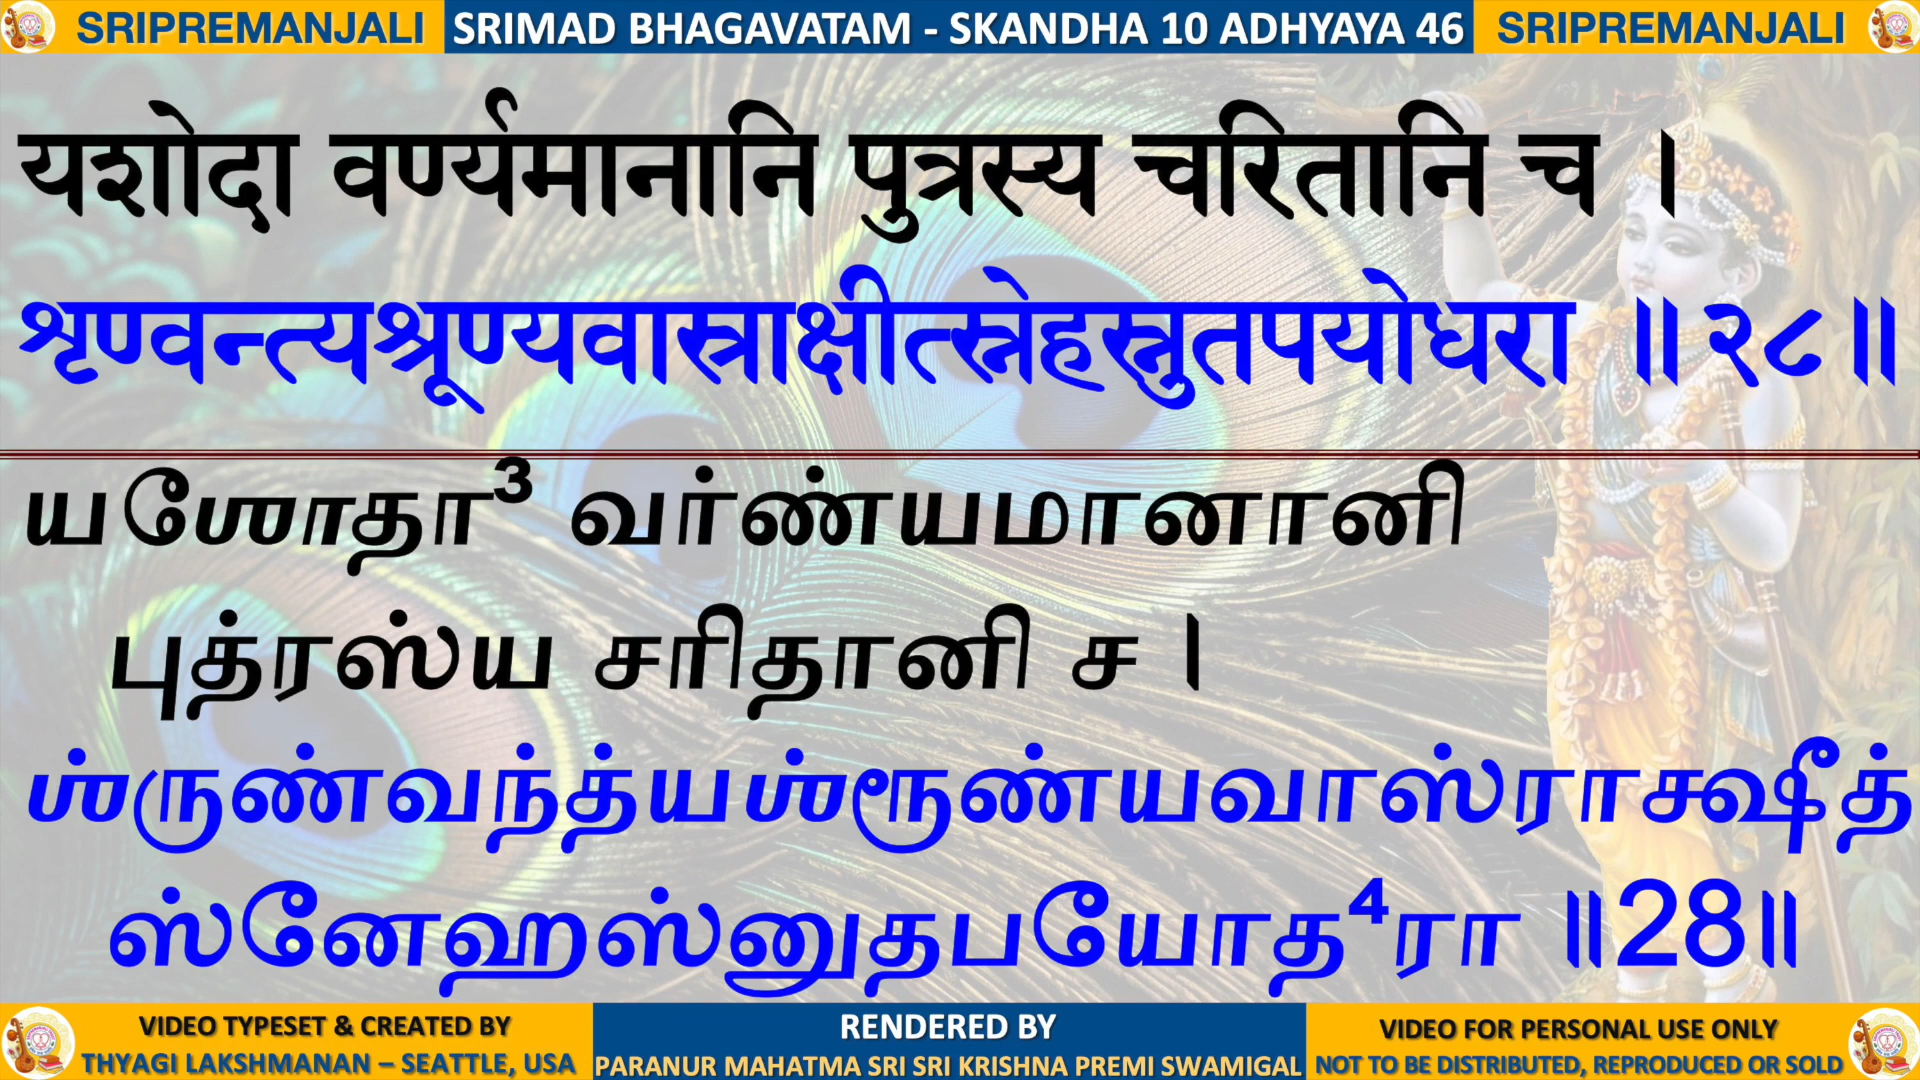 SRIPREMANJALI SRIMAD BHAGAVATAM - SKANDHA 10 ADHYAYA 46 SRIPREMANJALI
यशोदा वर्ण्यमानानि पुत्रस्य चरितानि च ।
शृण्वन्त्यश्रूण्यवास्राक्षीत्स्नेहस्नुतपयोधरा ॥२८॥
யஶோதா³ வர்ண்யமானானி
புத்ரஸ்ய சரிதானி ச ।
ஶ்ருண்வந்த்யஶ்ரூண்யவாஸ்ராக்ஷீத்
ஸ்னேஹஸ்னுதபயோத⁴ரா ॥28॥
VIDEO TYPESET & CREATED BY
THYAGI LAKSHMANAN – SEATTLE, USA
RENDERED BY
PARANUR MAHATMA SRI SRI KRISHNA PREMI SWAMIGAL
VIDEO FOR PERSONAL USE ONLY
NOT TO BE DISTRIBUTED, REPRODUCED OR SOLD